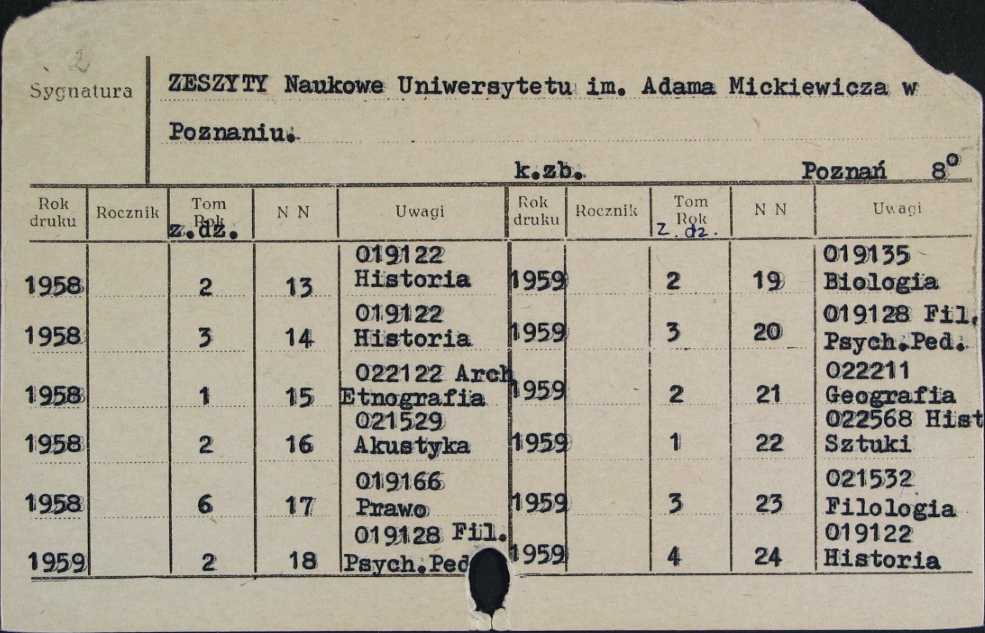 2
Sygnatura
ZESZYTY Naukowe Uniwersytetu im. Adama Mickiewicza w
Poznaniu.
k.zb. Poznań 8°
Rok druku Rocznik Tom Rok z.dz. N N Uwagi Rok druku Rocznik Tom Rok z. dz. N N Uwagi
019122
1958 2 13 Historia
019122
1958 3 14 Historia
022122 Arch
1958 1 15 Etnografia
021529
1958 2 16 Akustyka
019166
1958 6 17 Prawo
019128 Fil.
1959 2 18 Psych.Ped
019135
1959 2 19 Biologia
019128 Fil.
1959 3 20 Psych.Ped.
022211
1959 2 21 Geografia
022568 Hist
1959 1 22 Sztuki
021532
1959 3 23 Filologia
019122
1959 4 24 Historia